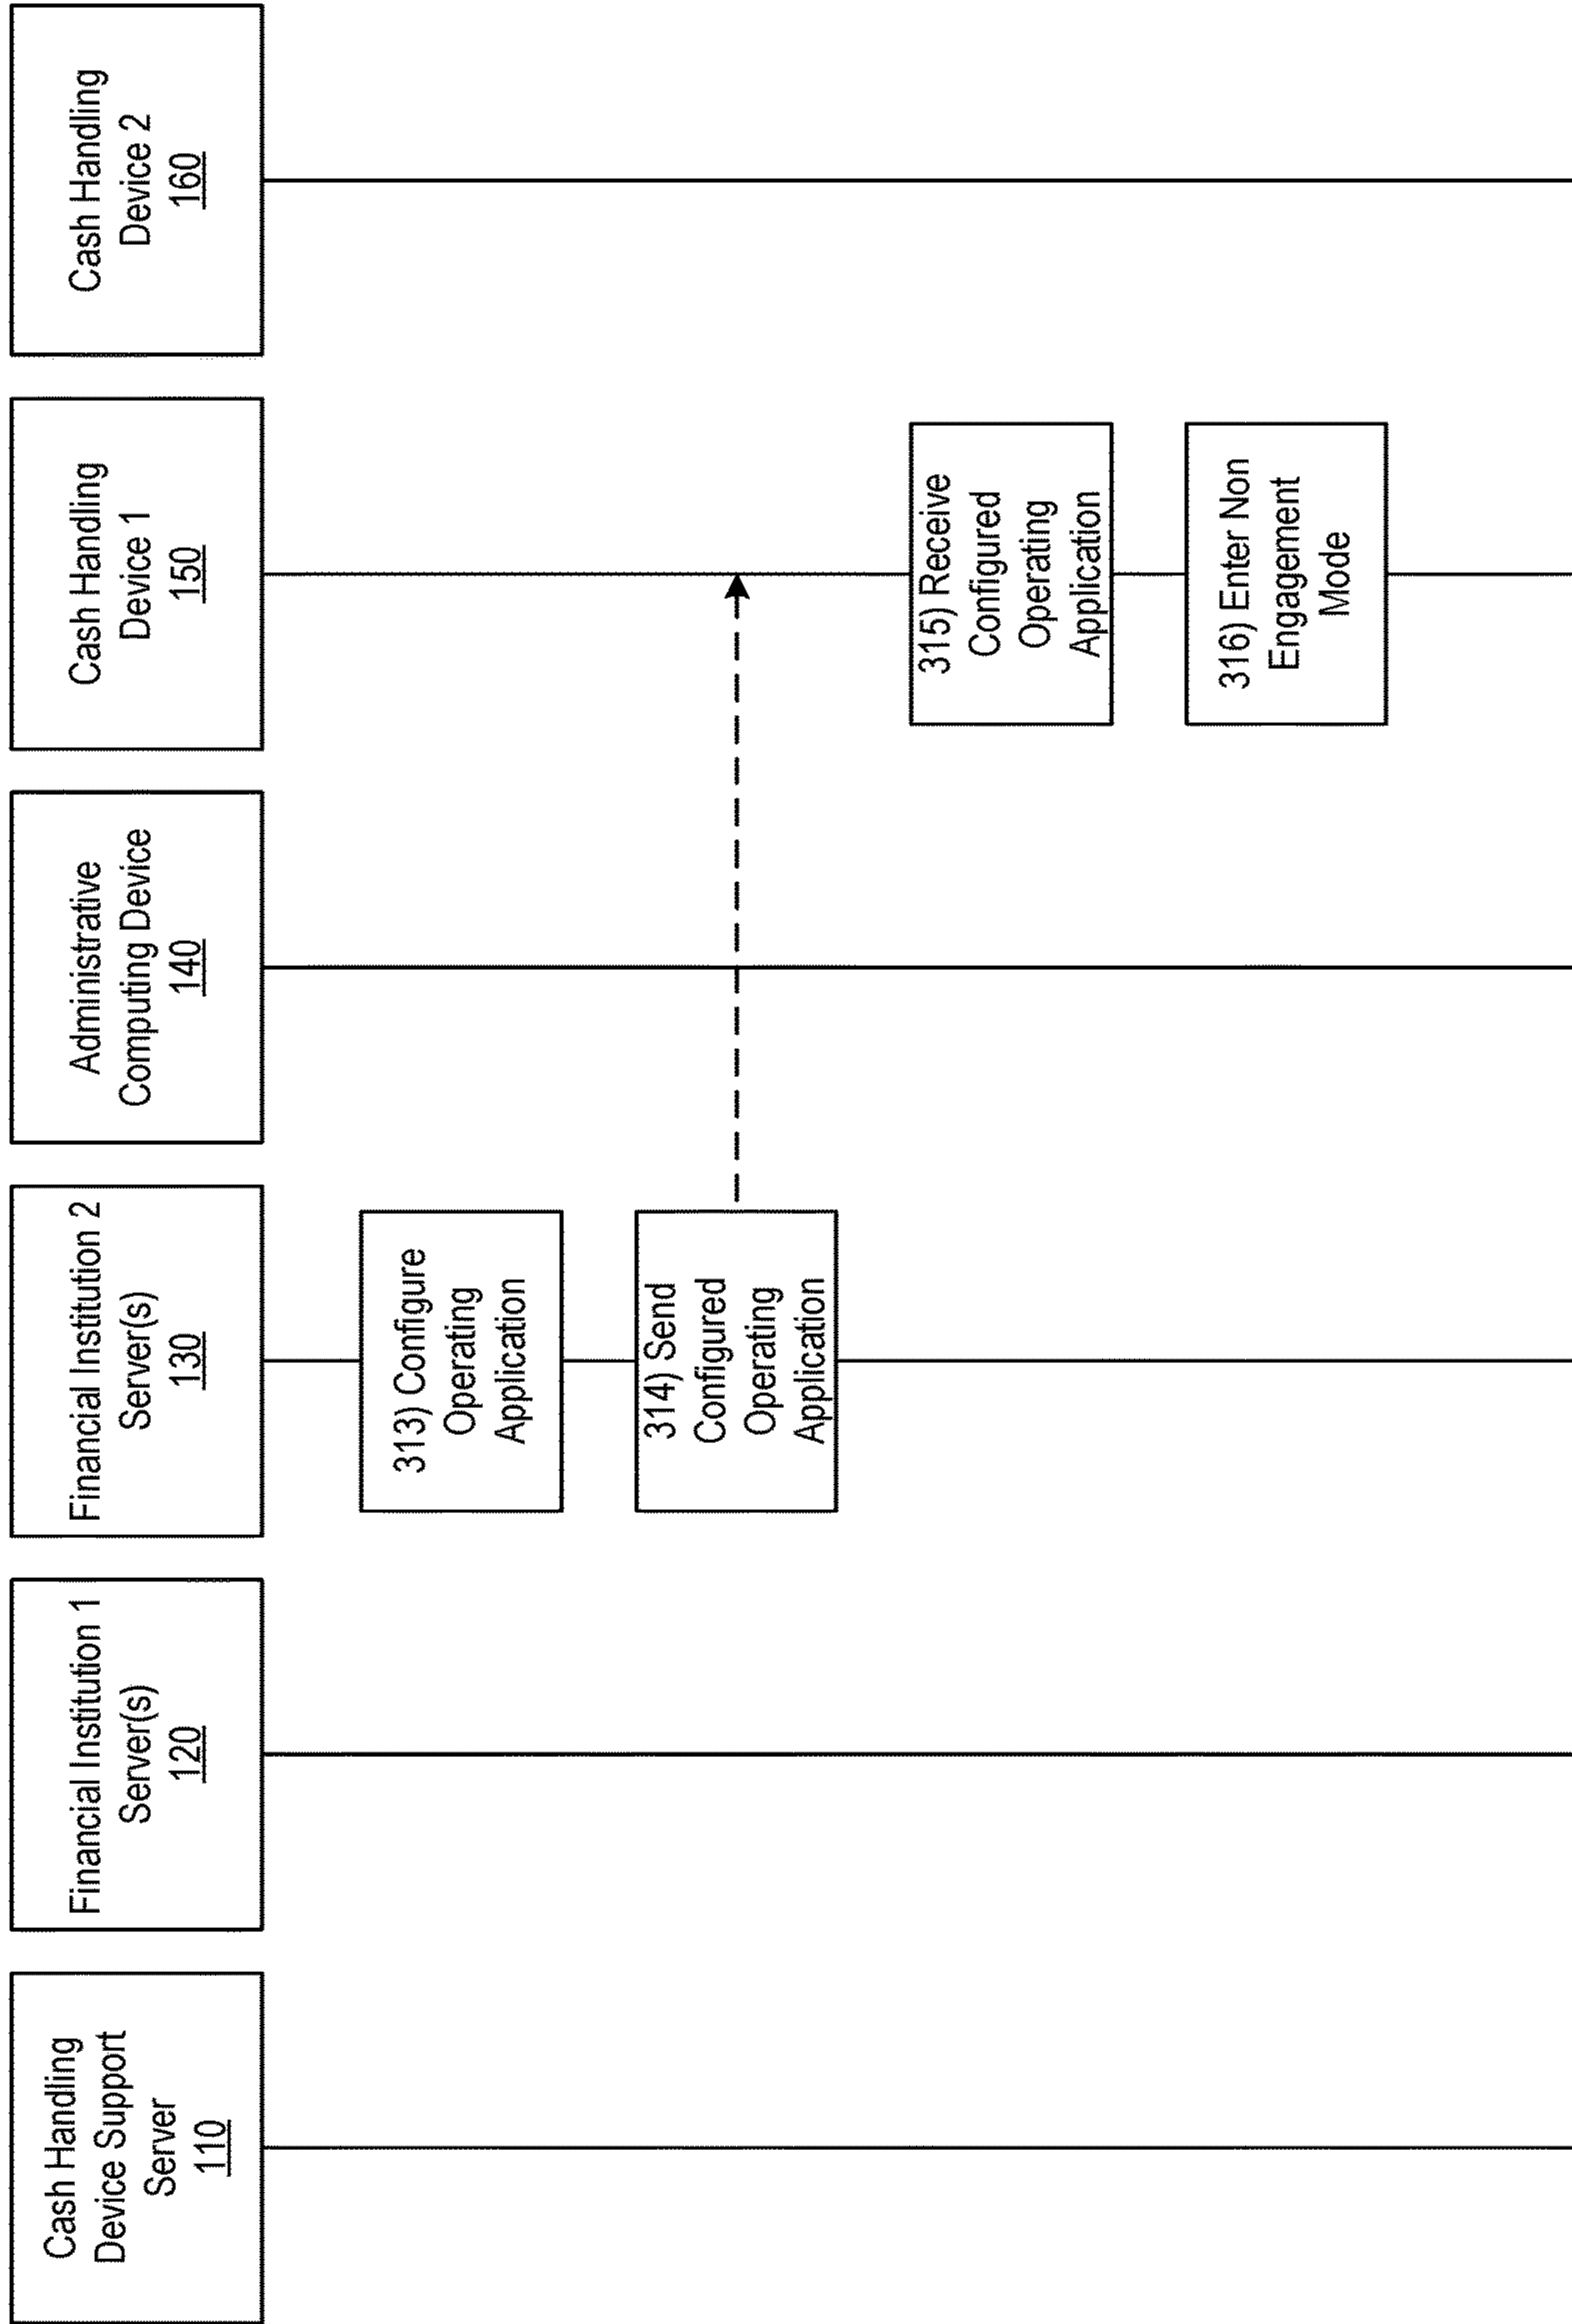 Cash Handling
Device Support
Server
110
Financial Institution 1
Server(s)
120
Financial Institution 2
Server(s)
130
Administrative
Computing Device
140
Cash Handling
Device 1
150
Cash Handling
Device 2
160
313) Configure
Operating
Application
314) Send
Configured
Operating
Application
315) Receive
Configured
Operating
Application
316) Enter Non
Engagement
Mode